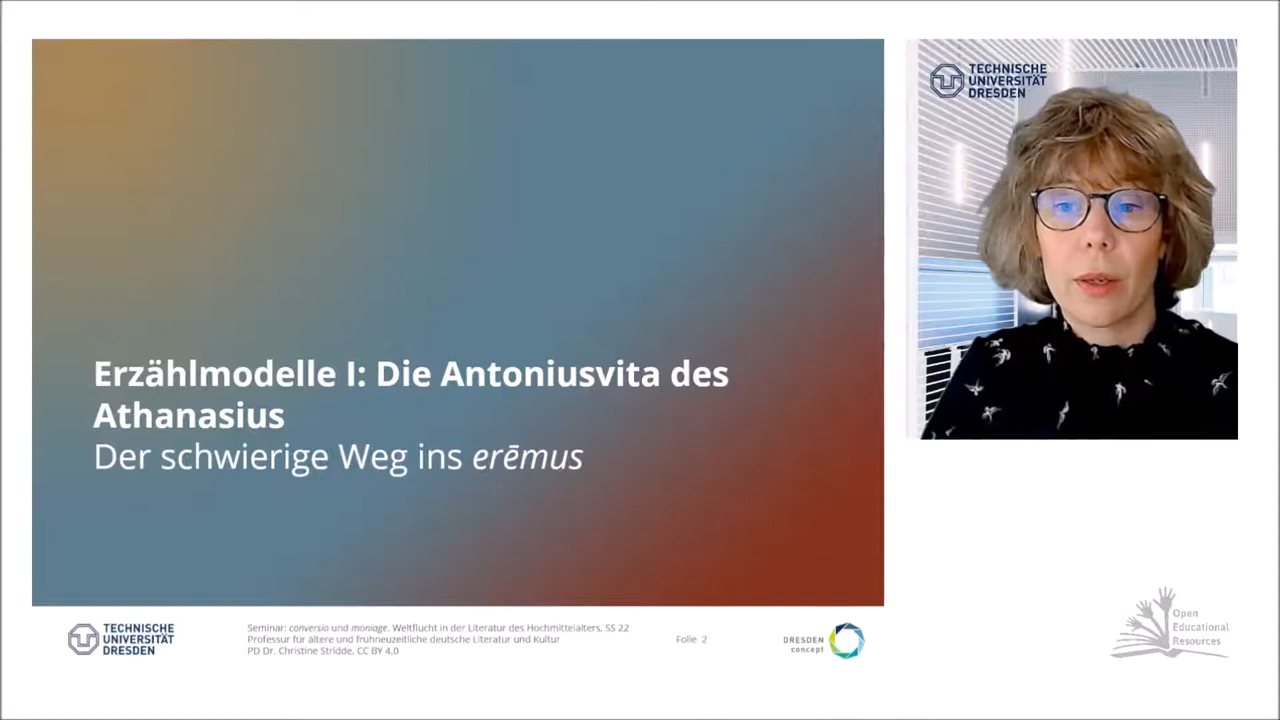 Erzählmodelle I: Die Antoniusvita des
Athanasius
Der schwierige Weg ins erēmus
TECHNISCHE
UNIVERSITÄT
DRESDEN
TECHNISCHE
UNIVERSITÄT
DRESDEN
Seminar: conversio und moniage. Weltflucht in der Literatur des Hochmittelalters, SS 22
Professur für ältere und frühneuzeitliche deutsche Literatur und Kultur
PD Dr. Christine Stridde, CC BY 4.0
Folie 2
DRESDEN
concept
Open
Educational
Resources